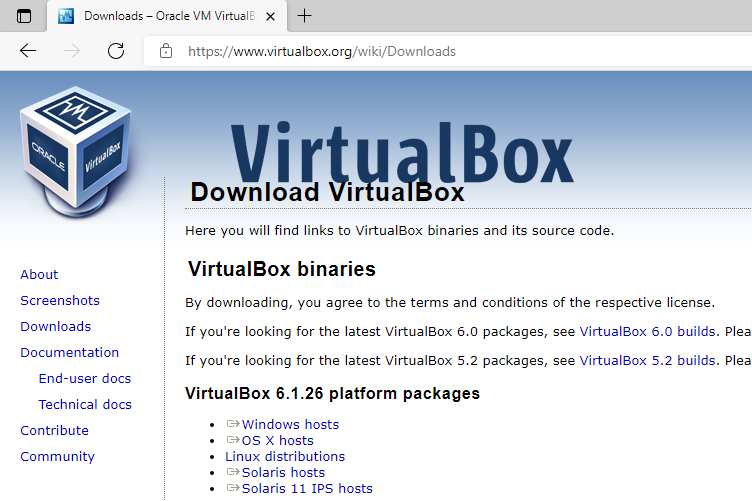 Downloads – Oracle VM VirtualB
https://www.virtualbox.org/wiki/Downloads
VirtualBox
ORACLE
VirtualBox
Download VirtualBox
Here you will find links to VirtualBox binaries and its source code.
VirtualBox binaries
By downloading, you agree to the terms and conditions of the respective license.
If you're looking for the latest VirtualBox 6.0 packages, see VirtualBox 6.0 builds. Plea
If you're looking for the latest VirtualBox 5.2 packages, see VirtualBox 5.2 builds. Plea
VirtualBox 6.1.26 platform packages
Windows hosts
OS X hosts
Linux distributions
Solaris hosts
Solaris 11 IPS hosts
About
Screenshots
Downloads
Documentation
End-user docs
Technical docs
Contribute
Community